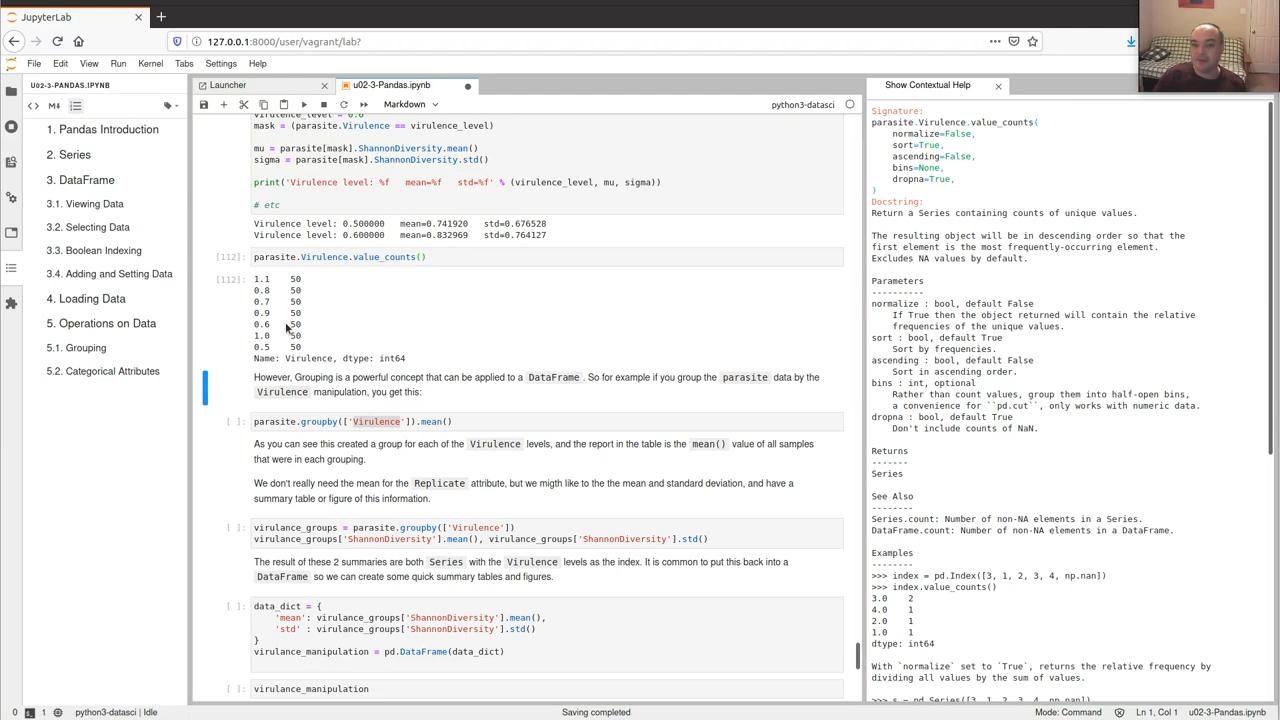 JupyterLab
127.0.0.1:8000/user/vagrant/lab?
File Edit View Run Kernel Tabs Settings Help
U02-3-PANDAS.IPYNB
1. Pandas Introduction
2. Series
3. DataFrame
3.1. Viewing Data
3.2. Selecting Data
3.3. Boolean Indexing
3.4. Adding and Setting Data
4. Loading Data
5. Operations on Data
5.1. Grouping
5.2. Categorical Attributes
Launcher
u02-3-Pandas.ipynb
Markdown
python3-datasci
virulence_level = 0.6
mask = (parasite.Virulence == virulence_level)
mu = parasite[mask].ShannonDiversity.mean()
sigma = parasite[mask].ShannonDiversity.std()
print('Virulence level: %f   mean=%f   std=%f' % (virulence_level, mu, sigma))
# etc
Virulence level: 0.500000   mean=0.741920   std=0.676528
Virulence level: 0.600000   mean=0.832969   std=0.764127
[112]: parasite.Virulence.value_counts()
[112]: 1.1    50
0.8    50
0.7    50
0.9    50
0.6    50
1.0    50
0.5    50
Name: Virulence, dtype: int64
However, Grouping is a powerful concept that can be applied to a DataFrame. So for example if you group the parasite data by the
Virulence manipulation, you get this:
[ ]: parasite.groupby(['Virulence']).mean()
As you can see this created a group for each of the Virulence levels, and the report in the table is the mean() value of all samples
that were in each grouping.
We don't really need the mean for the Replicate attribute, but we migth like to the the mean and standard deviation, and have a
summary table or figure of this information.
[ ]: virulance_groups = parasite.groupby(['Virulence'])
virulance_groups['ShannonDiversity'].mean(), virulance_groups['ShannonDiversity'].std()
The result of these 2 summaries are both Series with the Virulence levels as the index. It is common to put this back into a
DataFrame so we can create some quick summary tables and figures.
[ ]: data_dict = {
'mean': virulance_groups['ShannonDiversity'].mean(),
'std' : virulance_groups['ShannonDiversity'].std()
}
virulance_manipulation = pd.DataFrame(data_dict)
[ ]: virulance_manipulation
Show Contextual Help
Signature:
parasite.Virulence.value_counts(
normalize=False,
sort=True,
ascending=False,
bins=None,
dropna=True,
)
Docstring:
Return a Series containing counts of unique values.
The resulting object will be in descending order so that the
first element is the most frequently-occurring element.
Excludes NA values by default.
Parameters
----------
normalize : bool, default False
If True then the object returned will contain the relative
frequencies of the unique values.
sort : bool, default True
Sort by frequencies.
ascending : bool, default False
Sort in ascending order.
bins : int, optional
Rather than count values, group them into half-open bins,
a convenience for ``pd.cut``, only works with numeric data.
dropna : bool, default True
Don't include counts of NaN.
Returns
-------
Series
See Also
--------
Series.count: Number of non-NA elements in a Series.
DataFrame.count: Number of non-NA elements in a DataFrame.
Examples
--------
>>> index = pd.Index([3, 1, 2, 3, 4, np.nan])
>>> index.value_counts()
3.0    2
4.0    1
2.0    1
1.0    1
dtype: int64
With `normalize` set to `True`, returns the relative frequency by
dividing all values by the sum of values.
>>> s = pd.Series([3, 1, 2, 3, 4, np.nan])
0 1 python3-datasci | Idle
Saving completed
Mode: Command Ln 1, Col 1 u02-3-Pandas.ipynb